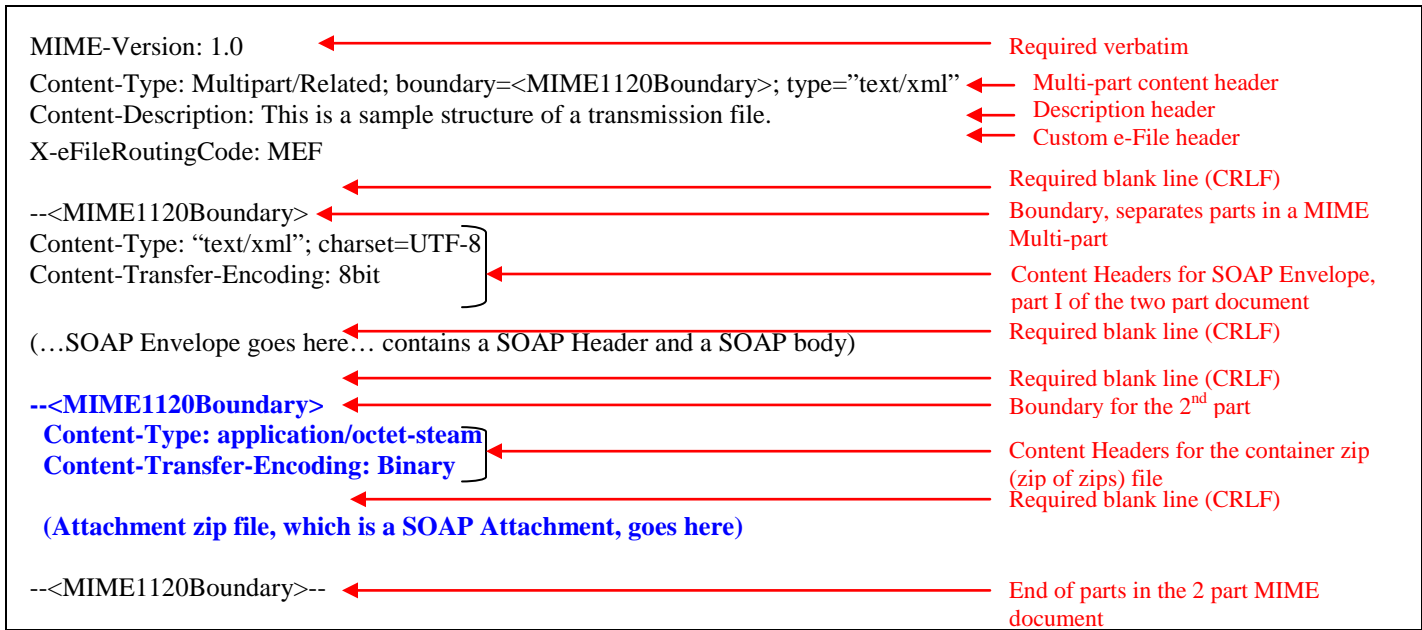 MIME-Version: 1.0 Required verbatim
Content-Type: Multipart/Related; boundary=<MIME1120Boundary>; type=”text/xml” Multi-part content header
Content-Description: This is a sample structure of a transmission file. Description header
Custom e-File header
X-eFileRoutingCode: MEF
Required blank line (CRLF)
--<MIME1120Boundary> Boundary, separates parts in a MIME
Content-Type: “text/xml”; charset=UTF-8 Multi-part
Content-Transfer-Encoding: 8bit Content Headers for SOAP Envelope,
part I of the two part document
(…SOAP Envelope goes here… contains a SOAP Header and a SOAP body) Required blank line (CRLF)
Required blank line (CRLF)
--<MIME1120Boundary> Boundary for the 2nd part
Content-Type: application/octet-steam
Content-Transfer-Encoding: Binary Content Headers for the container zip
(zip of zips) file
Required blank line (CRLF)
(Attachment zip file, which is a SOAP Attachment, goes here)
--<MIME1120Boundary>-- End of parts in the 2 part MIME
document